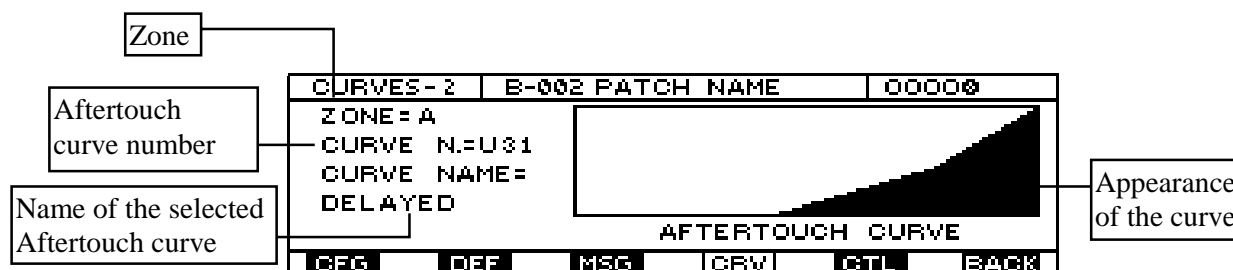 Zone
CURVES-2 B-002 PATCH NAME 00000
Aftertouch
curve number
ZONE=A
CURVE N.=U31
CURVE NAME=
DELAYED
Name of the selected
Aftertouch curve
Appearance
of the curve
AFTERTOUCH CURVE
CFG DEF MSG CRV CTL BACK